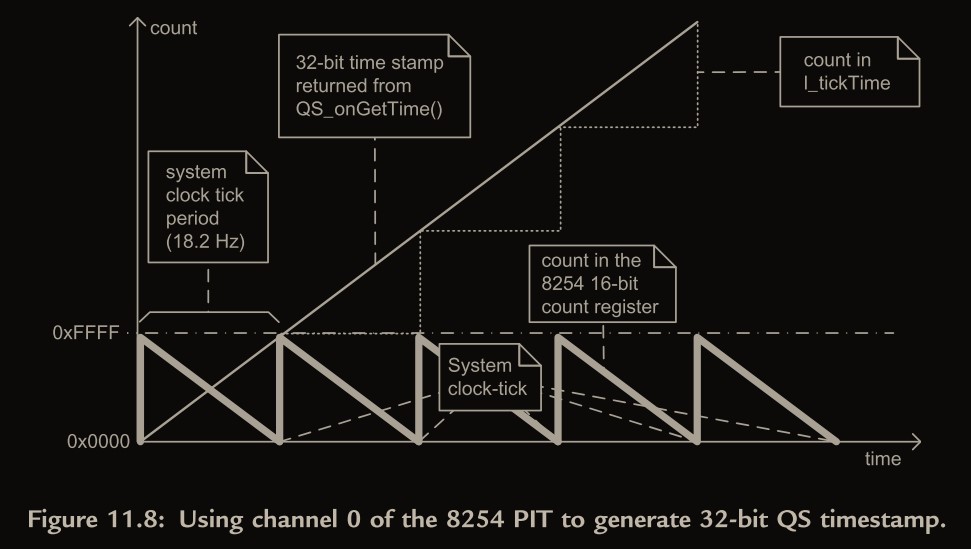 count
32-bit time stamp
returned from
QS_onGetTime()
count in
l_tickTime
system
clock tick
period
(18.2 Hz)
count in the
8254 16-bit
count register
0xFFFF
System
clock-tick
0x0000
time
Figure 11.8: Using channel 0 of the 8254 PIT to generate 32-bit QS timestamp.